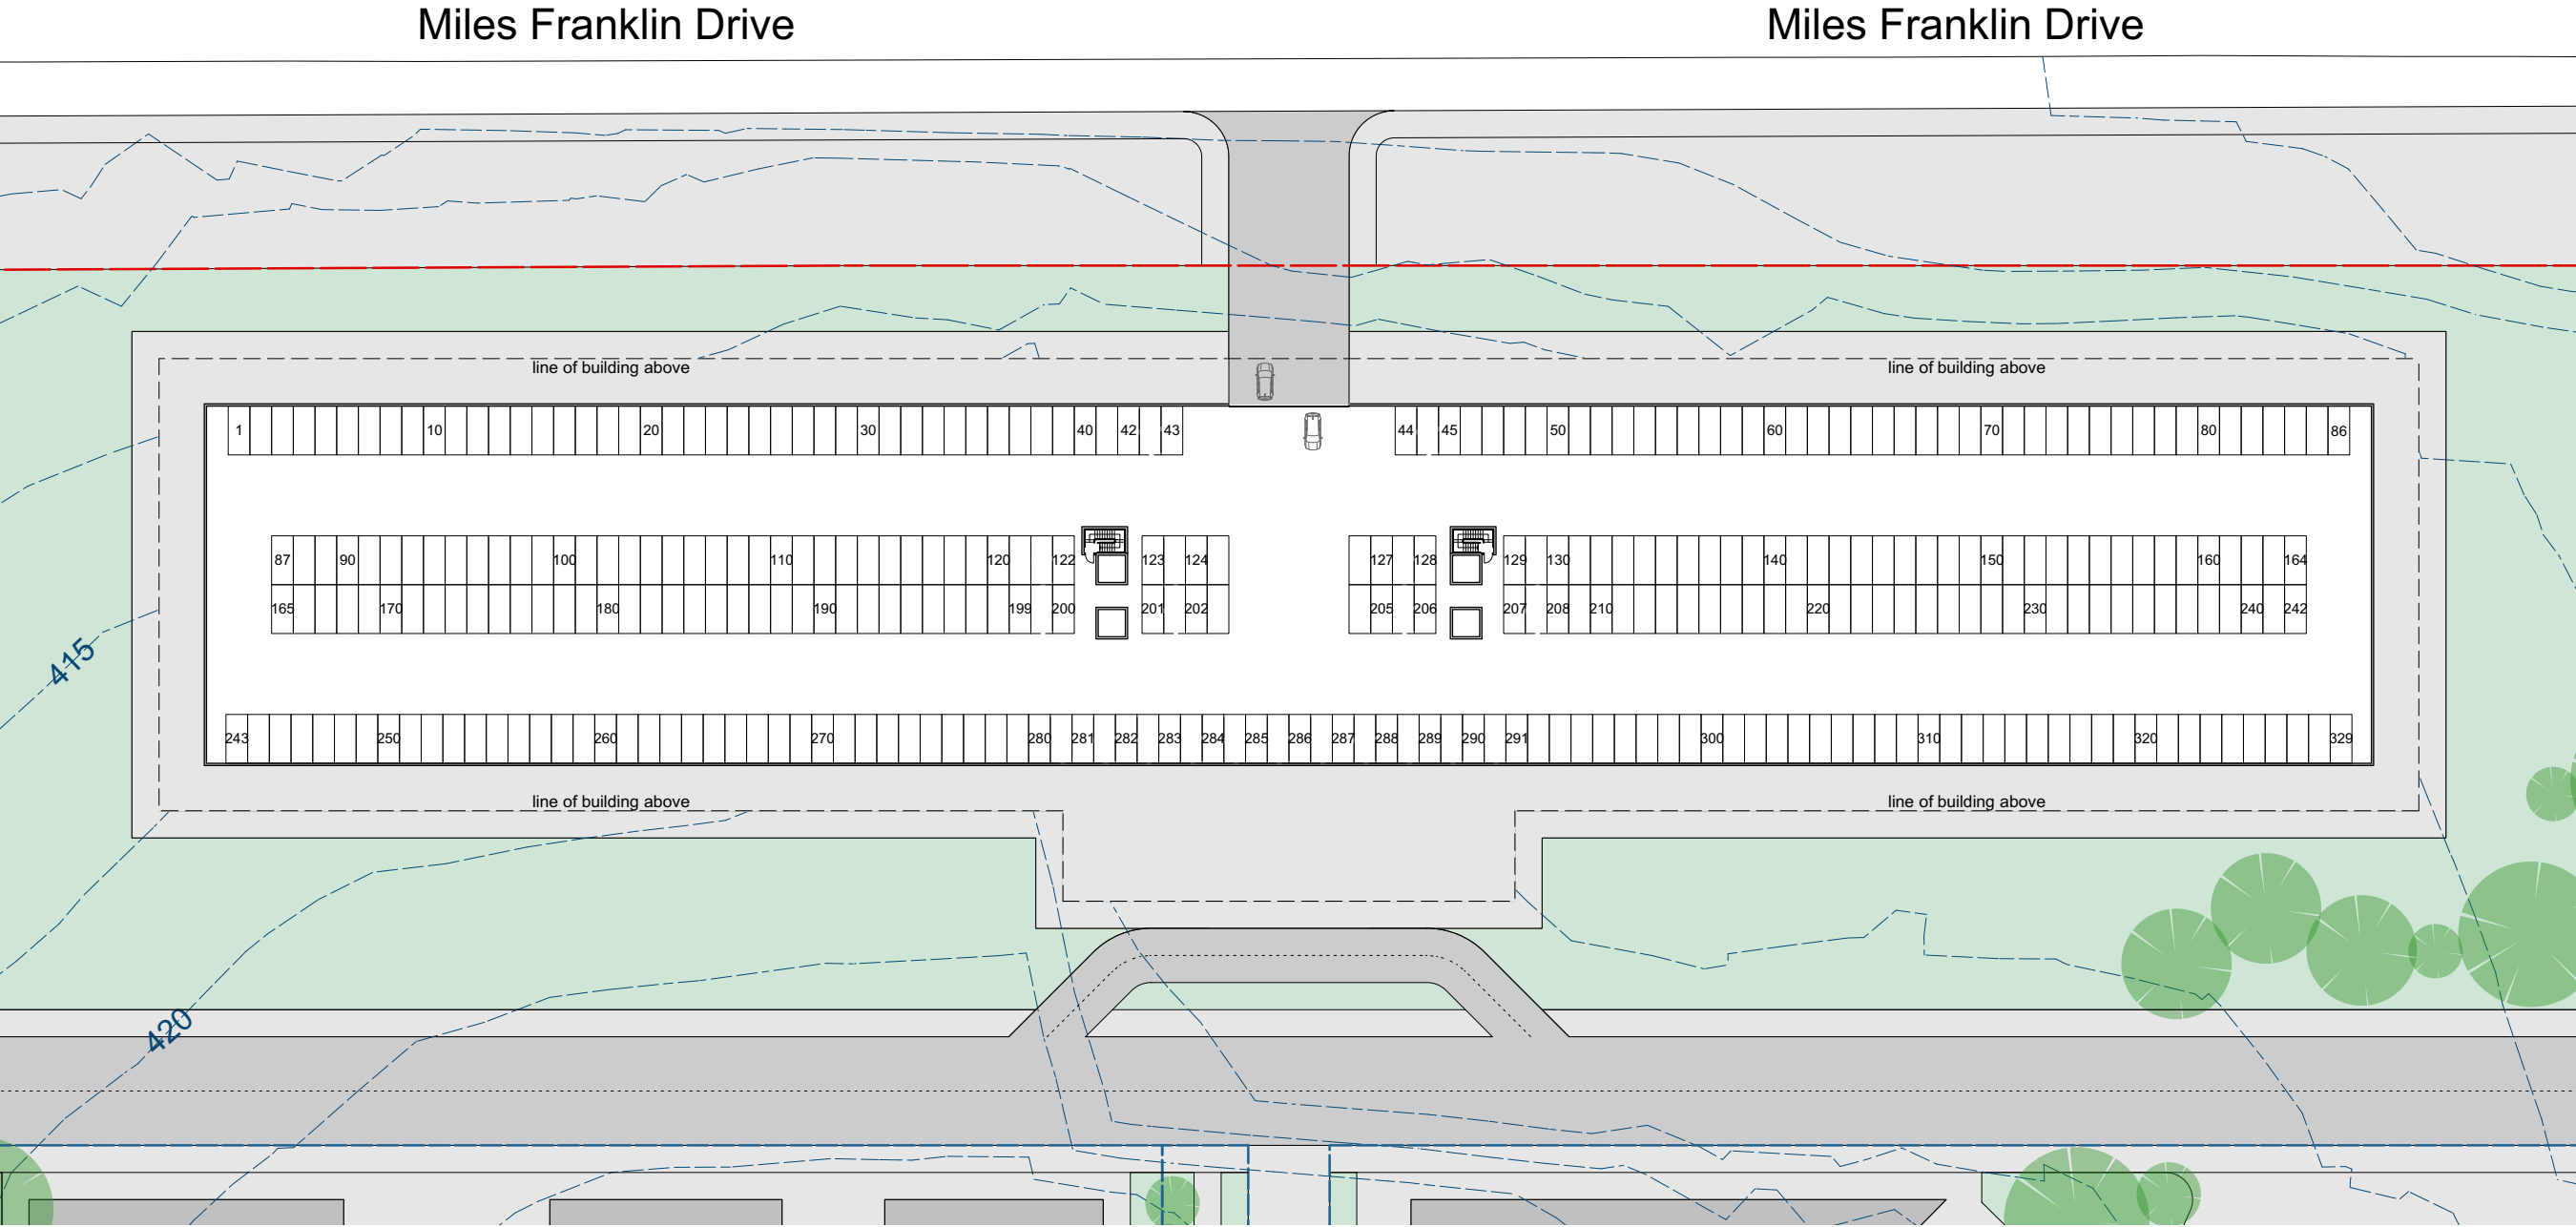 Miles Franklin Drive Miles Franklin Drive
line of building above line of building above
1 10 20 30 40 42 43 44 45 50 60 70 80 86
87 90 100 110 120 122 123 124 127 128 129 130 140 150 160 164
165 170 180 190 199 200 201 202 205 206 207 208 210 220 230 240 242
415
243 250 260 270 280 281 282 283 284 285 286 287 288 289 290 291 300 310 320 329
line of building above line of building above
420